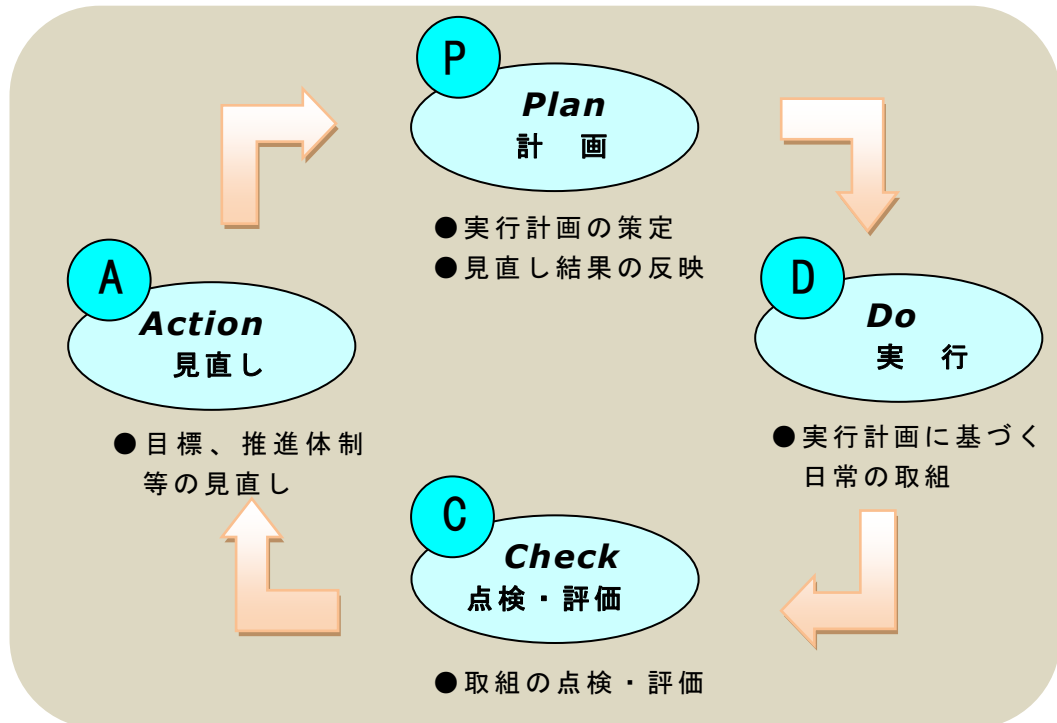 P
Plan
計　画
●実行計画の策定
●見直し結果の反映
D
Do
実　行
●実行計画に基づく
日常の取組
C
Check
点検・評価
●取組の点検・評価
A
Action
見直し
●目標、推進体制
等の見直し